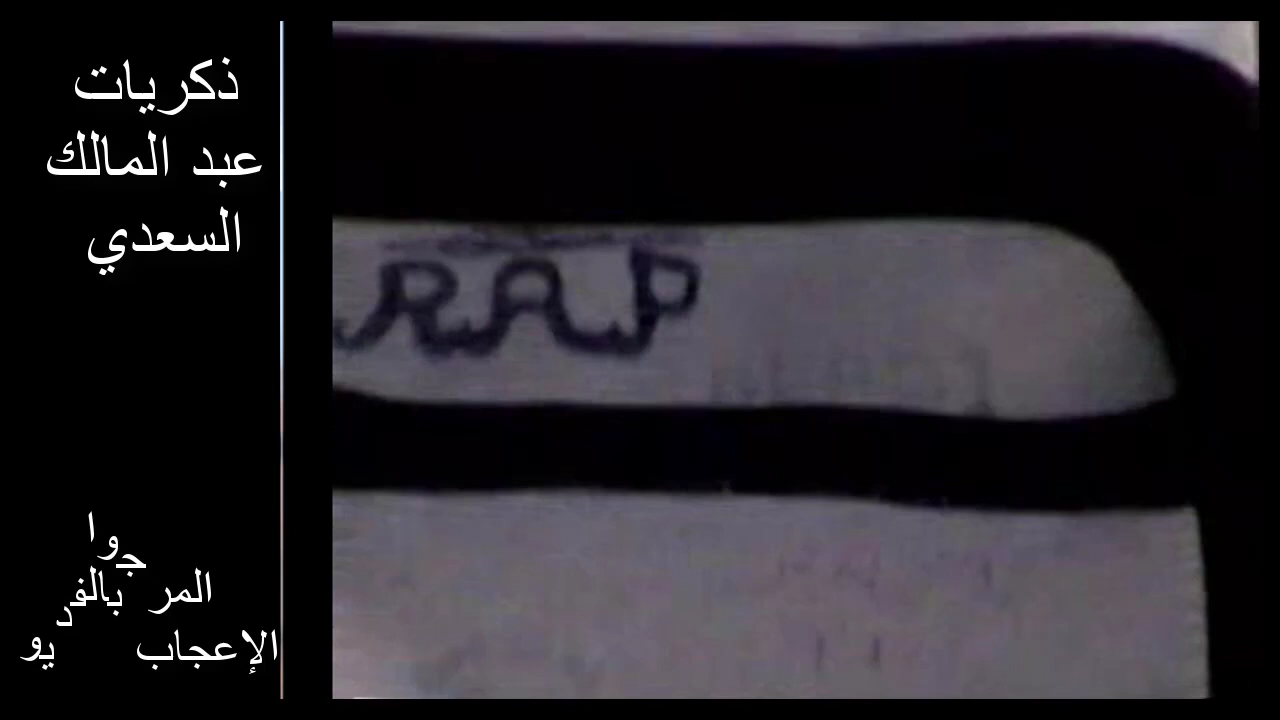 ذكريات
عبد المالك
السعدي
RAP
المرجوا
الإعجاب بالفديو